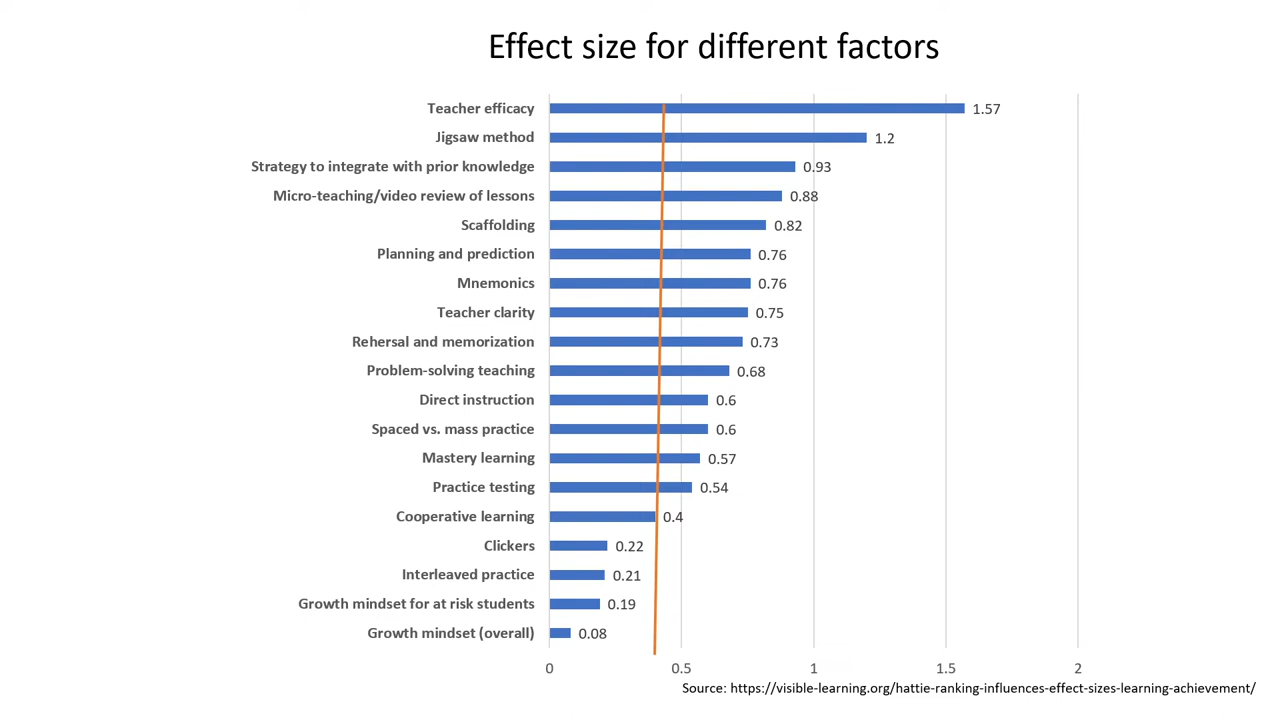 Effect size for different factors
Teacher efficacy 1.57
Jigsaw method 1.2
Strategy to integrate with prior knowledge 0.93
Micro-teaching/video review of lessons 0.88
Scaffolding 0.82
Planning and prediction 0.76
Mnemonics 0.76
Teacher clarity 0.75
Rehersal and memorization 0.73
Problem-solving teaching 0.68
Direct instruction 0.6
Spaced vs. mass practice 0.6
Mastery learning 0.57
Practice testing 0.54
Cooperative learning 0.4
Clickers 0.22
Interleaved practice 0.21
Growth mindset for at risk students 0.19
Growth mindset (overall) 0.08
0 0.5 1 1.5 2
Source: https://visible-learning.org/hattie-ranking-influences-effect-sizes-learning-achievement/